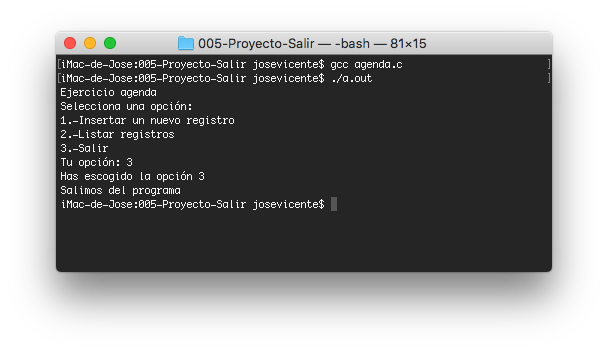 005-Proyecto-Salir — -bash — 81×15
[iMac-de-Jose:005-Proyecto-Salir josevicente$ gcc agenda.c ]
[iMac-de-Jose:005-Proyecto-Salir josevicente$ ./a.out ]
Ejercicio agenda
Selecciona una opción:
1.-Insertar un nuevo registro
2.-Listar registros
3.-Salir
Tu opción: 3
Has escogido la opción 3
Salimos del programa
iMac-de-Jose:005-Proyecto-Salir josevicente$